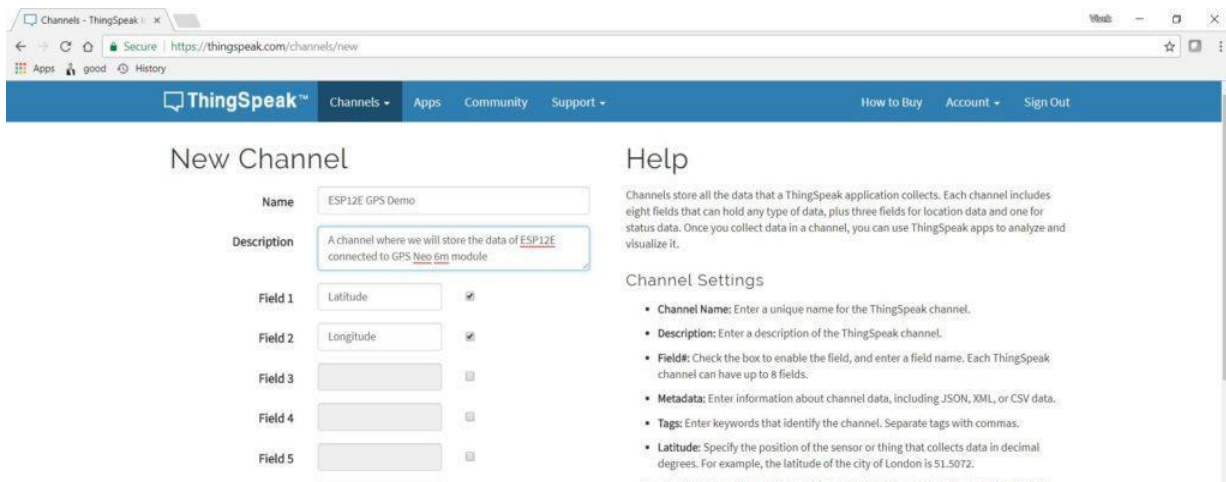 Channels - ThingSpeak I
Secure | https://thingspeak.com/channels/new
Apps good History
ThingSpeak™ Channels Apps Community Support How to Buy Account Sign Out
New Channel
Name ESP12E GPS Demo
Description A channel where we will store the data of ESP12E
connected to GPS Neo 6m module
Field 1 Latitude
Field 2 Longitude
Field 3
Field 4
Field 5
Help
Channels store all the data that a ThingSpeak application collects. Each channel includes
eight fields that can hold any type of data, plus three fields for location data and one for
status data. Once you collect data in a channel, you can use ThingSpeak apps to analyze and
visualize it.
Channel Settings
• Channel Name: Enter a unique name for the ThingSpeak channel.
• Description: Enter a description of the ThingSpeak channel.
• Field#: Check the box to enable the field, and enter a field name. Each ThingSpeak
channel can have up to 8 fields.
• Metadata: Enter information about channel data, including JSON, XML, or CSV data.
• Tags: Enter keywords that identify the channel. Separate tags with commas.
• Latitude: Specify the position of the sensor or thing that collects data in decimal
degrees. For example, the latitude of the city of London is 51.5072.